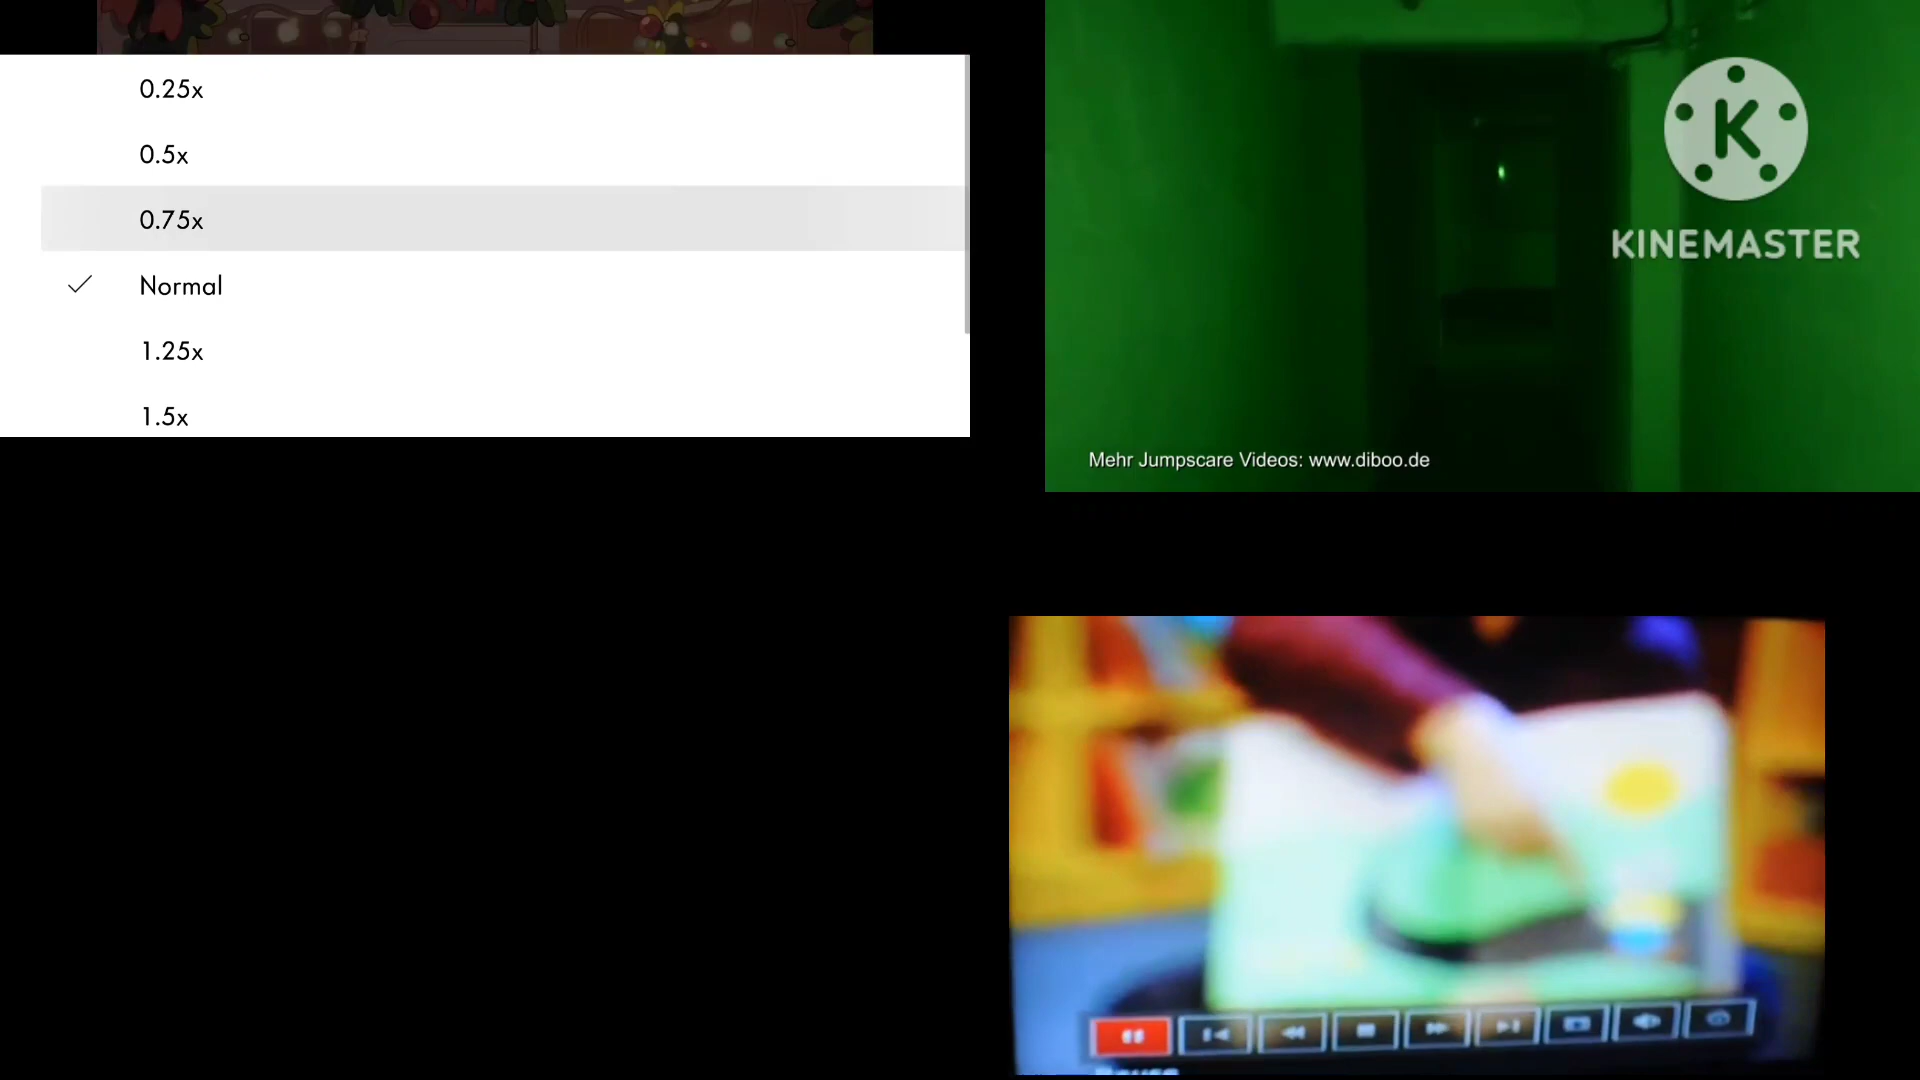 0.25x
0.5x
0.75x
Normal
1.25x
1.5x
K
KINEMASTER
Mehr Jumpscare Videos: www.diboo.de